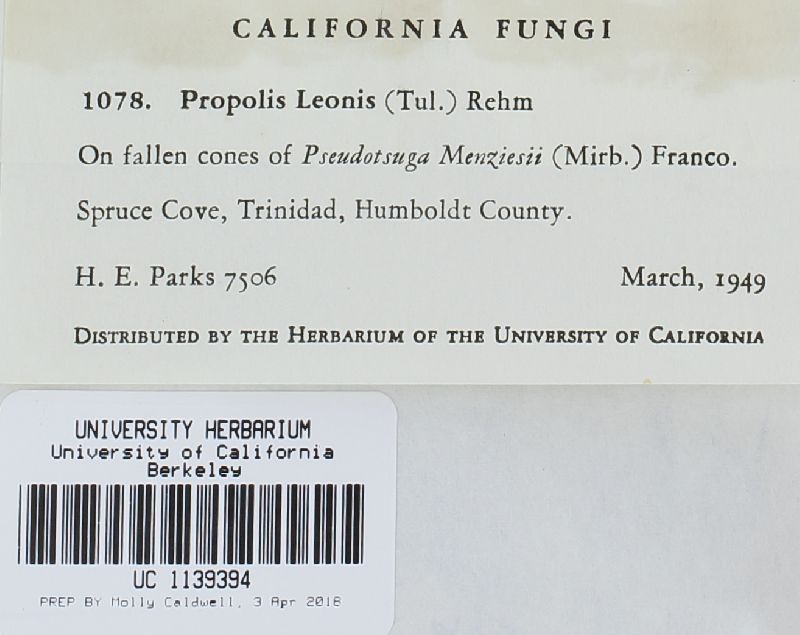 CALIFORNIA FUNGI
1078. Propolis Leonis (Tul.) Rehm
On fallen cones of Pseudotsuga Menziesii (Mirb.) Franco.
Spruce Cove, Trinidad, Humboldt County.
H. E. Parks 7506 March, 1949
DISTRIBUTED BY THE HERBARIUM OF THE UNIVERSITY OF CALIFORNIA
UNIVERSITY HERBARIUM
University of California
Berkeley
UC 1139394
PREP BY Molly Caldwell, 3 Apr 2018